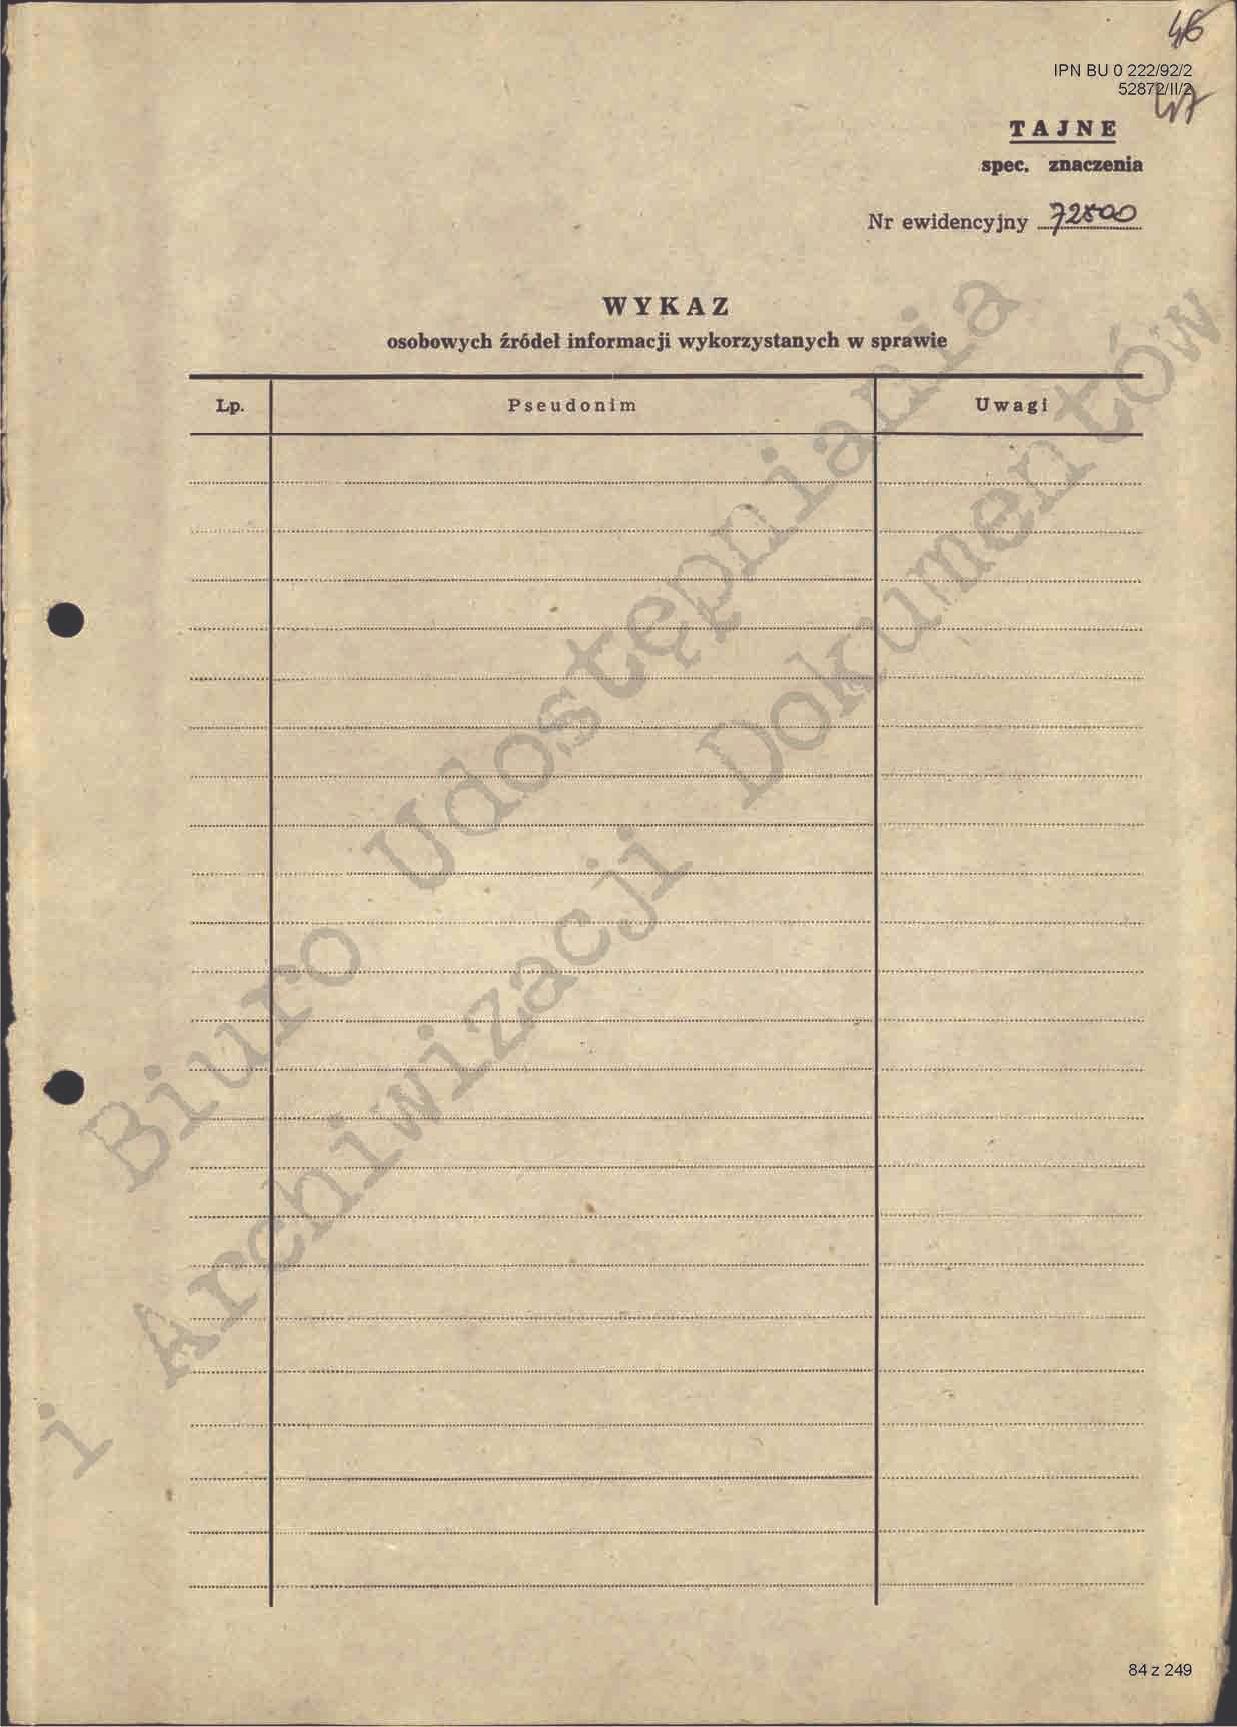 46
IPN BU 0 222/92/2
52872/II/2
47
TAJNE
spec. znaczenia
Nr ewidencyjny 72800
WYKAZ
osobowych źródeł informacji wykorzystanych w sprawie
Lp. Pseudonim Uwagi
Biuro Udostępniania
i Archiwizacji Dokumentów
84 z 249